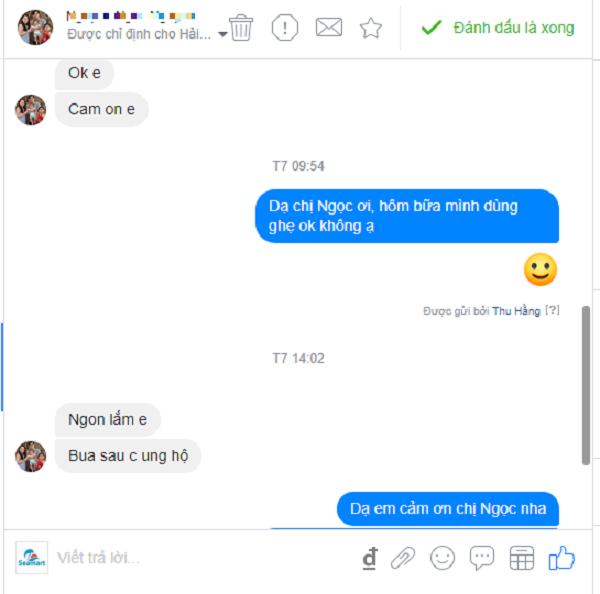 Được chỉ định cho Hải...
Đánh dấu là xong
Ok e
Cam on e
T7 09:54
Dạ chị Ngọc ơi, hôm bữa mình dùng
ghẹ ok không ạ
Được gửi bởi Thu Hằng [?]
T7 14:02
Ngon lắm e
Bua sau c ung hộ
Dạ em cảm ơn chị Ngọc nha
Seamart
Viết trả lời...
đ